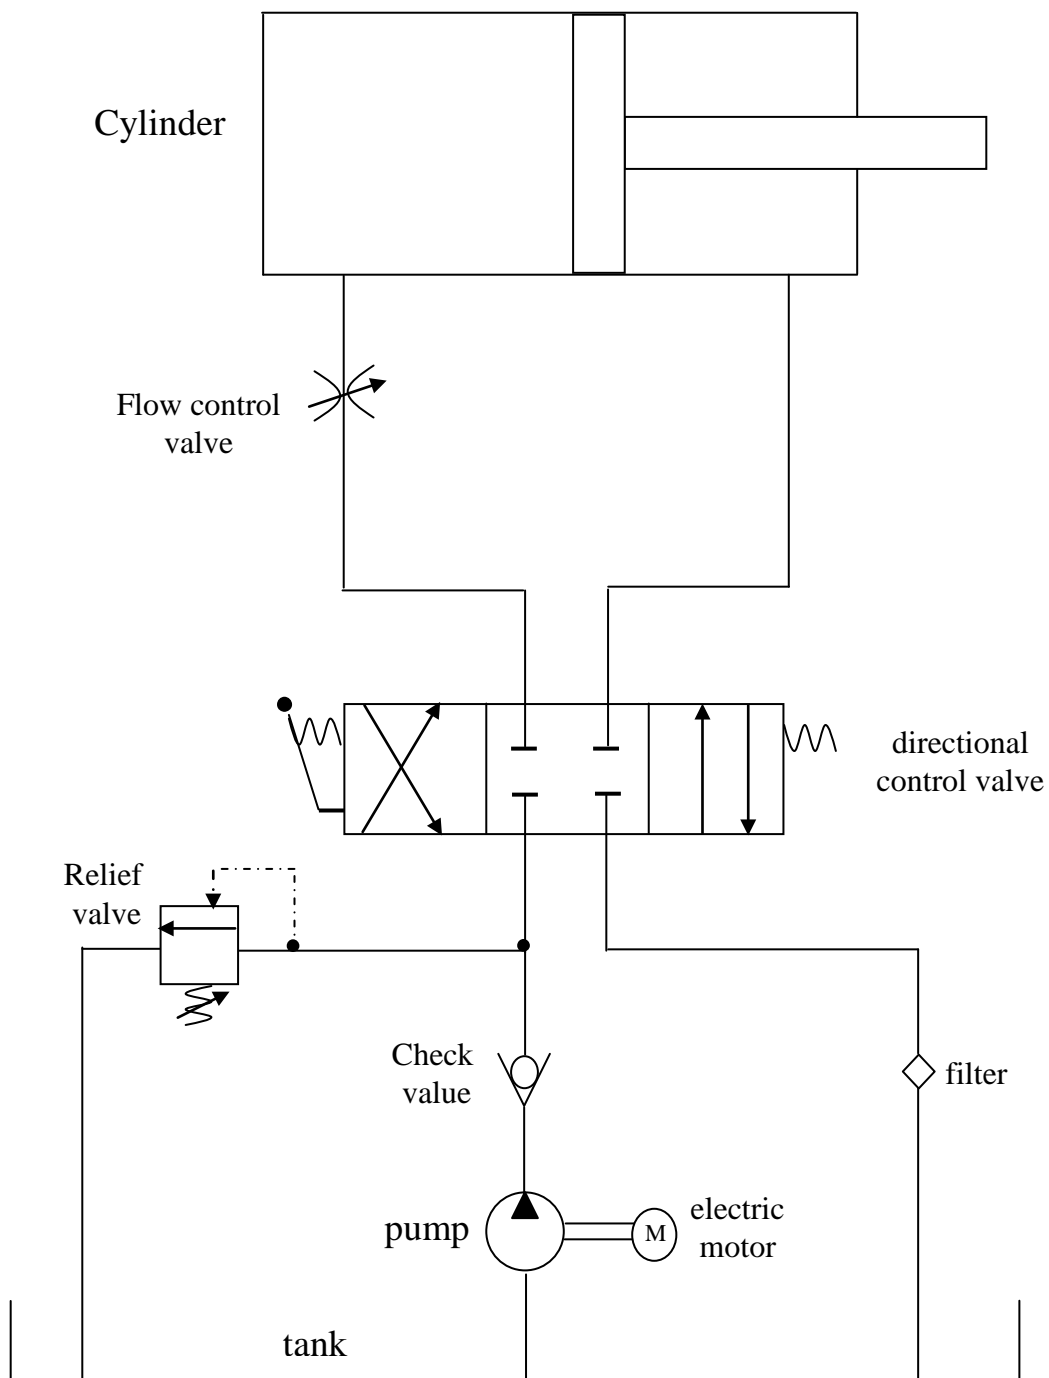 Cylinder
Flow control
valve
directional
control valve
Relief
valve
Check
value
filter
pump
M
electric
motor
tank